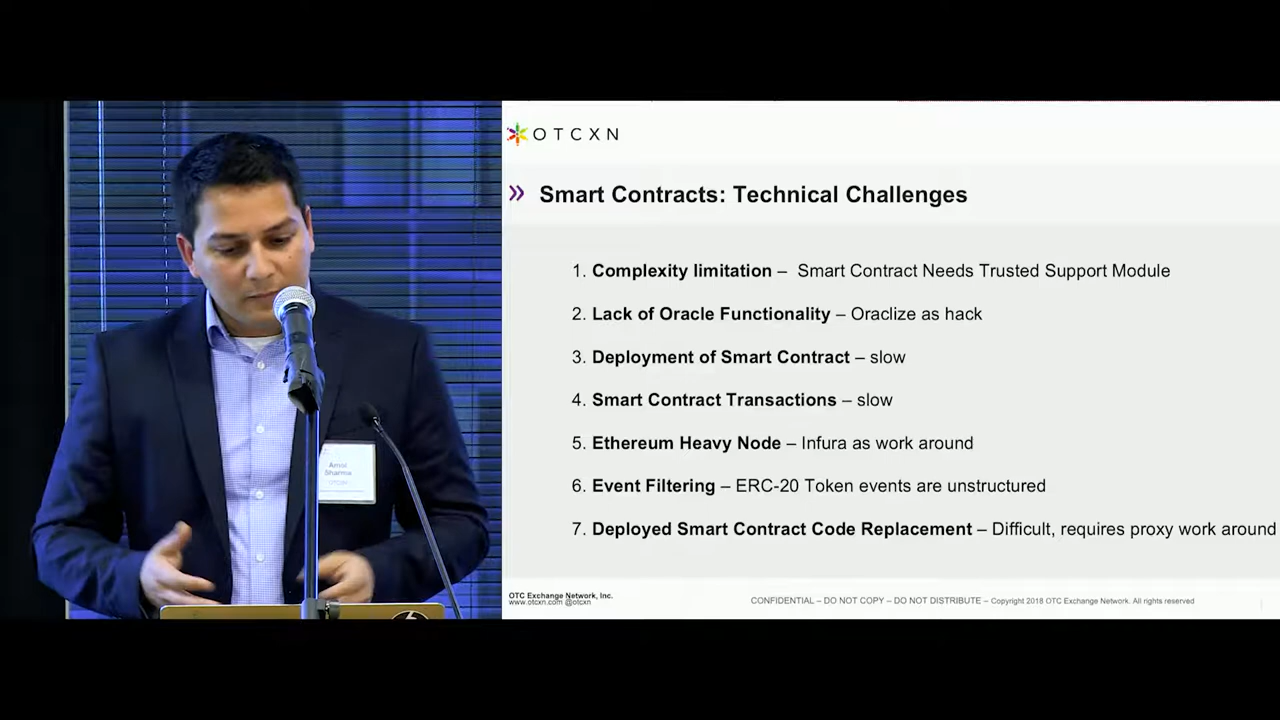 Amol
Sharma
OTCXN
OTCXN
» Smart Contracts: Technical Challenges
1. Complexity limitation – Smart Contract Needs Trusted Support Module
2. Lack of Oracle Functionality – Oraclize as hack
3. Deployment of Smart Contract – slow
4. Smart Contract Transactions – slow
5. Ethereum Heavy Node – Infura as work around
6. Event Filtering – ERC-20 Token events are unstructured
7. Deployed Smart Contract Code Replacement – Difficult, requires proxy work around
OTC Exchange Network, Inc.
www.otcxn.com @otcxn
CONFIDENTIAL – DO NOT COPY – DO NOT DISTRIBUTE – Copyright 2018 OTC Exchange Network. All rights reserved